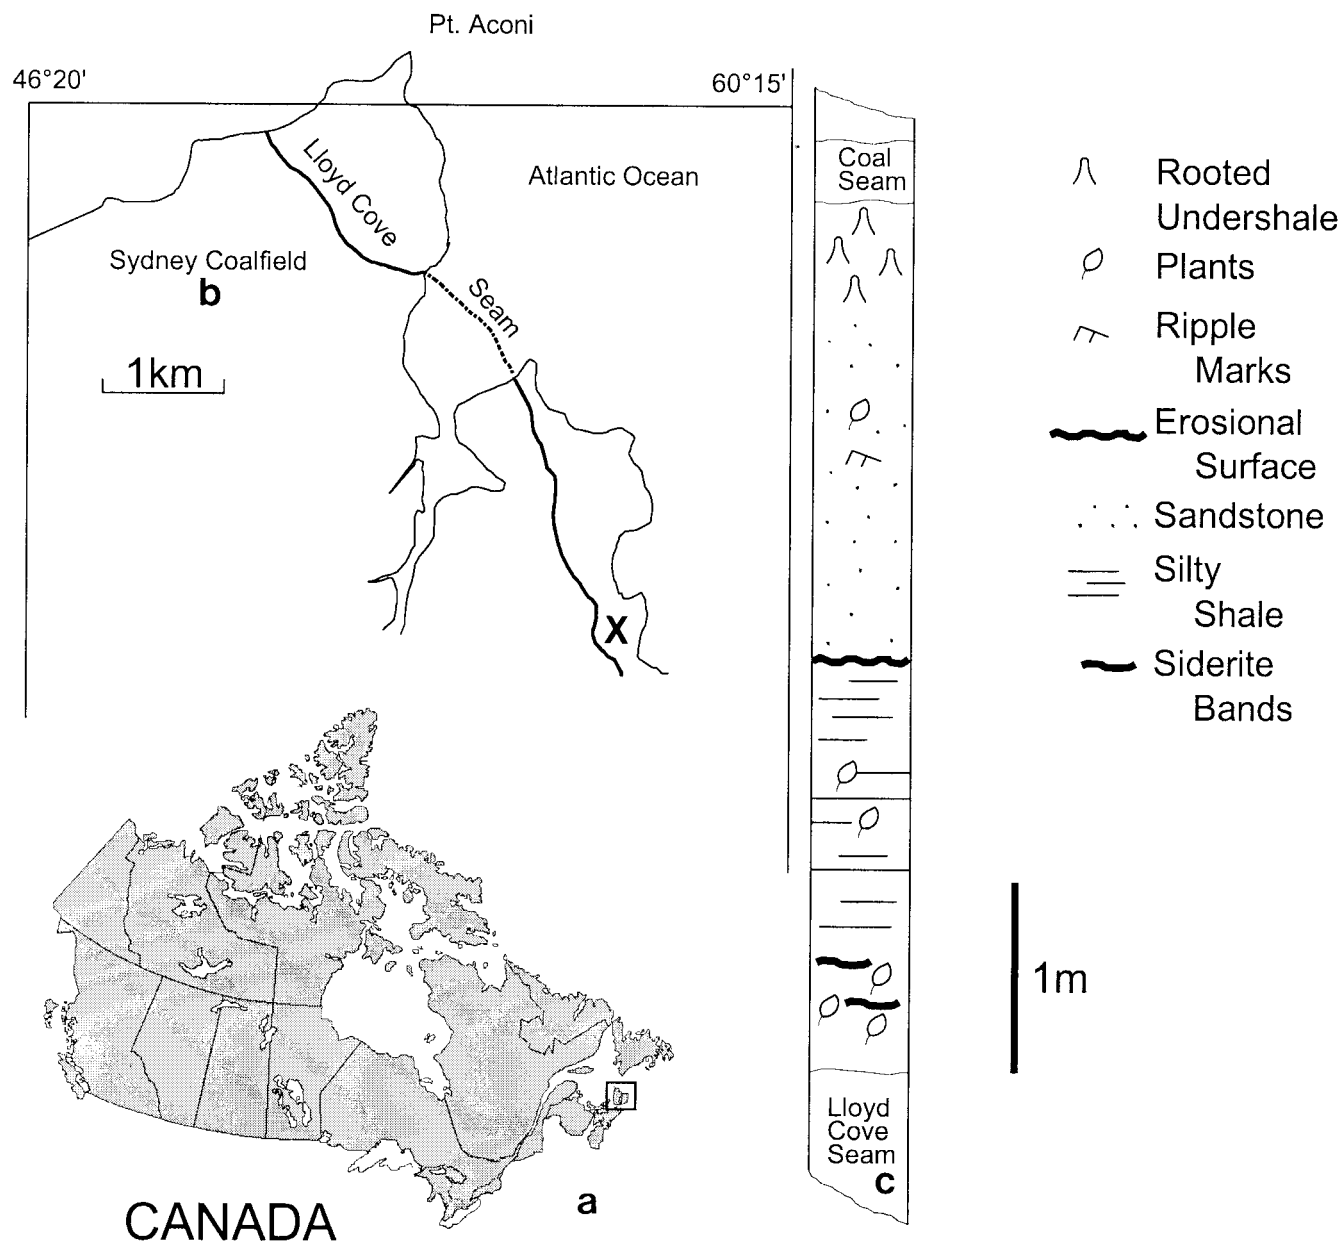 Pt. Aconi
46°20'
60°15'
Lloyd Cove
Seam
Atlantic Ocean
Sydney Coalfield
b
1km
X
CANADA
a
Coal
Seam
Lloyd
Cove
Seam
c
1m
Rooted
Undershale
Plants
Ripple
Marks
Erosional
Surface
Sandstone
Silty
Shale
Siderite
Bands